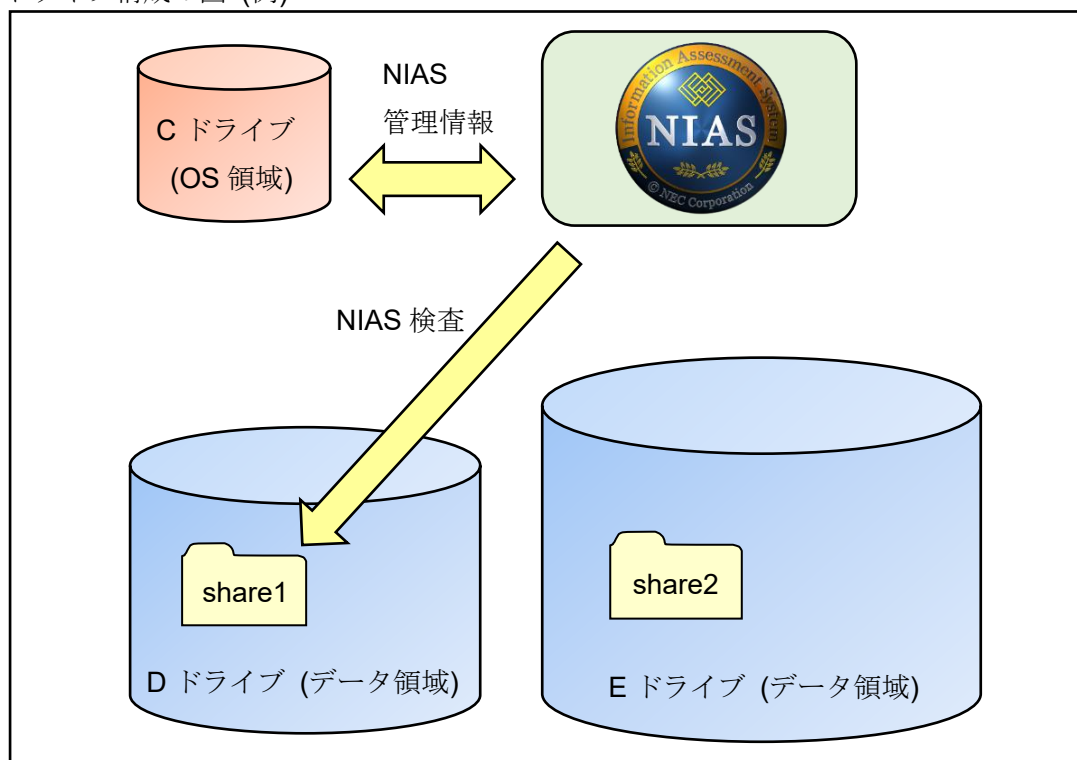 ドライブ構成の図 (例)
NIAS
管理情報
C ドライブ
(OS 領域)
Information Assessment System
NIAS
© NEC Corporation
NIAS 検査
share1
share2
D ドライブ (データ領域)
E ドライブ (データ領域)